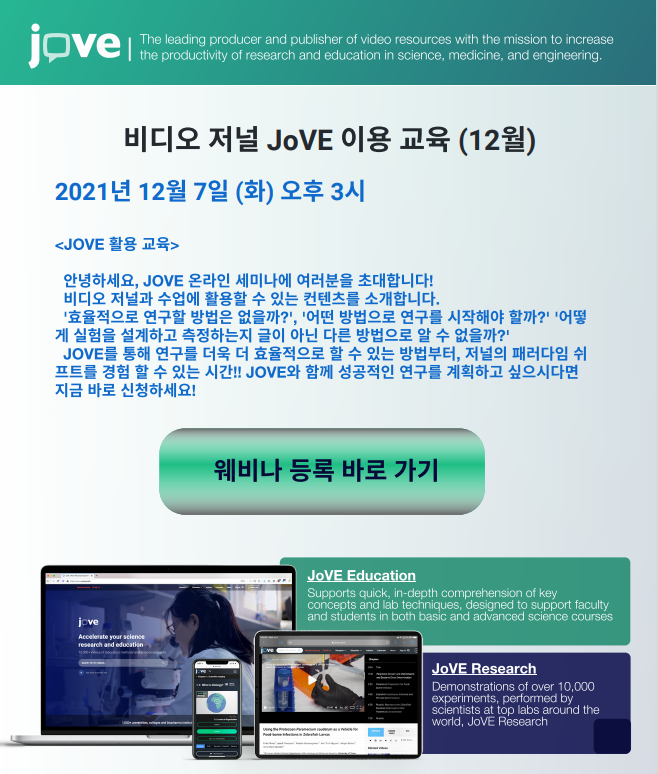 jove
The leading producer and publisher of video resources with the mission to increase
the productivity of research and education in science, medicine, and engineering.
비디오 저널 JoVE 이용 교육 (12월)
2021년 12월 7일 (화) 오후 3시
<JOVE 활용 교육>
안녕하세요, JOVE 온라인 세미나에 여러분을 초대합니다!
비디오 저널과 수업에 활용할 수 있는 컨텐츠를 소개합니다.
'효율적으로 연구할 방법은 없을까?', '어떤 방법으로 연구를 시작해야 할까?' '어떻
게 실험을 설계하고 측정하는지 글이 아닌 다른 방법으로 알 수 없을까?'
JOVE를 통해 연구를 더욱 더 효율적으로 할 수 있는 방법부터, 저널의 패러다임 쉬
프트를 경험 할 수 있는 시간!! JOVE와 함께 성공적인 연구를 계획하고 싶으시다면
지금 바로 신청하세요!
웨비나 등록 바로 가기
JoVE Education
Supports quick, in-depth comprehension of key
concepts and lab techniques, designed to support faculty
and students in both basic and advanced science courses
jove
Accelerate your science
research and education
JoVE Research
Demonstrations of over 10,000
experiments, performed by
scientists at top labs around the
world, JoVE Research
Using the Protozoan Paramecium caudatum as a Vehicle for
Food-borne Infections in Zebrafish Larvae